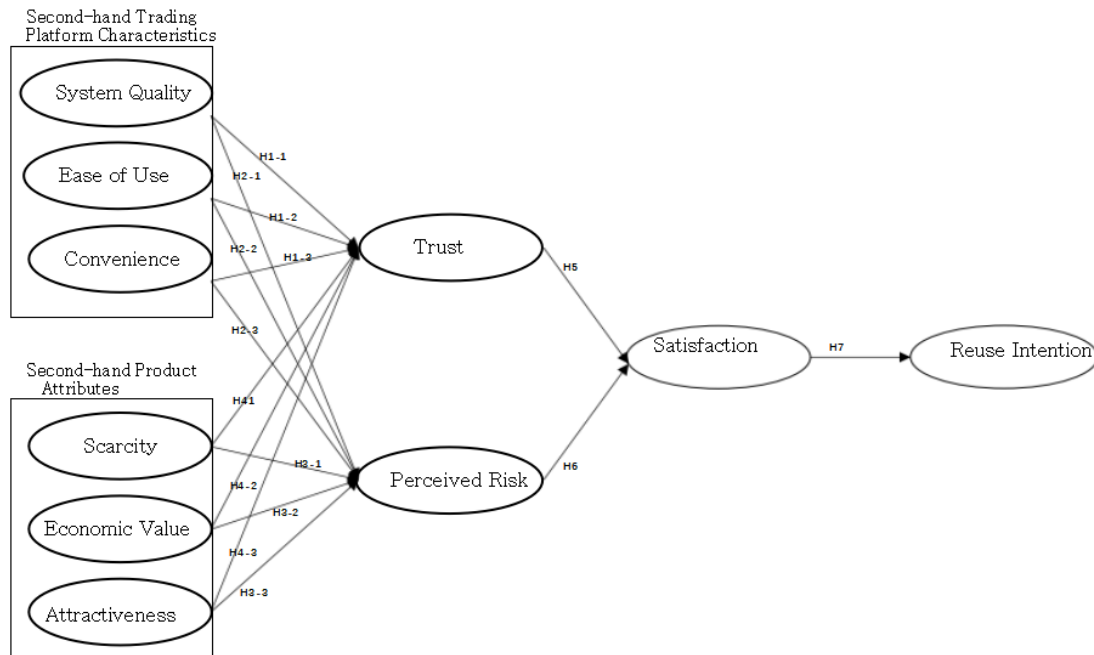 Second-hand Trading
Platform Characteristics
System Quality
Ease of Use
Convenience
H1-1
H2-1
H1-2
H2-2
H1-3
H2-3
Trust
H5
Satisfaction
H7
Reuse Intention
Second-hand Product
Attributes
Scarcity
Economic Value
Attractiveness
H41
H3-1
H4-2
H3-2
H4-3
H3-3
Perceived Risk
H6